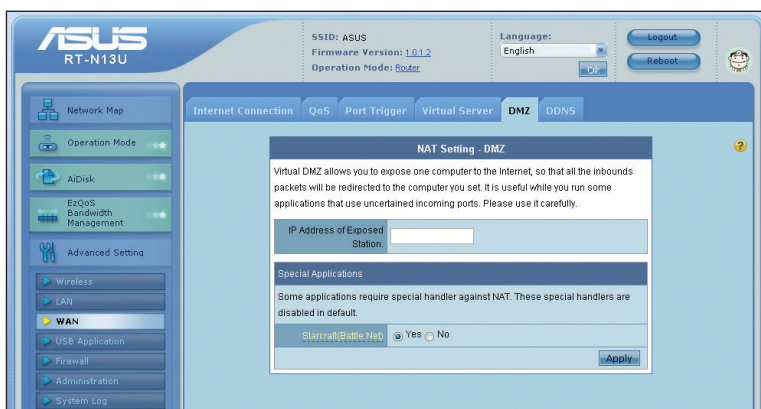 ASUS
RT-N13U
SSID: ASUS
Firmware Version: 1.0.1.2
Operation Mode: Router
Language:
English
OK
Logout
Reboot
Network Map
Operation Mode
AiDisk
EzQoS
Bandwidth
Management
Advanced Setting
Wireless
LAN
WAN
USB Application
Firewall
Administration
System Log
Internet Connection QoS Port Trigger Virtual Server DMZ DDNS
NAT Setting - DMZ
Virtual DMZ allows you to expose one computer to the Internet, so that all the inbounds
packets will be redirected to the computer you set. It is useful while you run some
applications that use uncertained incoming ports. Please use it carefully.
IP Address of Exposed
Station:
Special Applications
Some applications require special handler against NAT. These special handlers are
disabled in default.
Starcraft(Battle.Net) Yes No
Apply
?